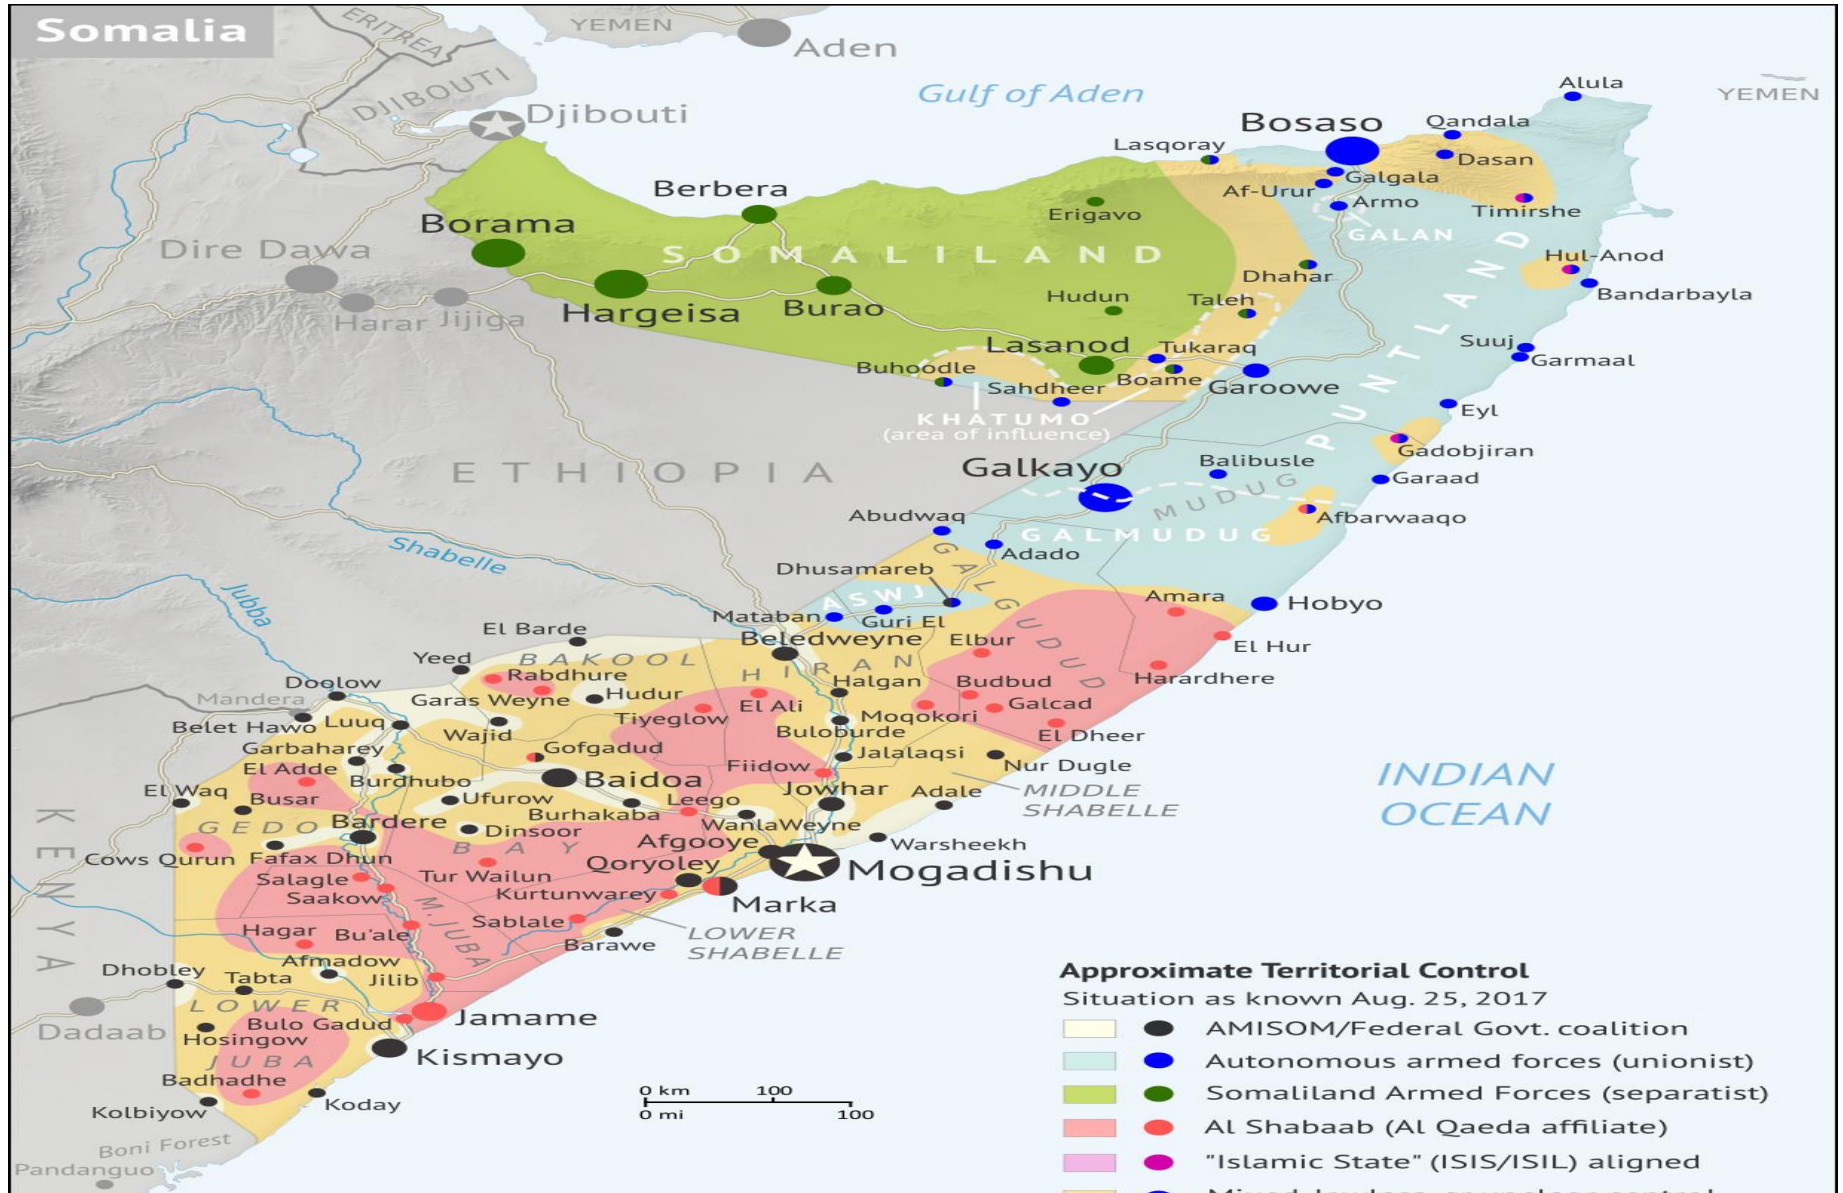 Somalia
ERITREA
YEMEN
Aden
DJIBOUTI
Djibouti
Gulf of Aden
Alula
YEMEN
Bosaso
Qandala
Lasqoray
Dasan
Galgala
Af-Urur
Armo
Timirshe
Berbera
Erigavo
Borama
GALAN
Dire Dawa
SOMALILAND
Hul-Anod
Dhahar
Bandarbayla
Harar
Jijiga
Hargeisa
Burao
Hudun
Taleh
PUNTLAND
Lasanod
Tukaraq
Suuj
Garmaal
Buhoodle
Sahdheer
Boame
Garoowe
KHATUMO
(area of influence)
Eyl
Gadobjiran
ETHIOPIA
Galkayo
Balibusle
Garaad
MUDUG
Abudwaq
Afbarwaaqo
GALMUDUG
Adado
Shabelle
Jubba
Dhusamareb
GALGUDUD
ASWJ
Mataban
Guri El
Amara
Hobyo
El Barde
Beledweyne
Elbur
El Hur
Yeed
BAKOOL
Rabdhure
HIRAN
Harardhere
Doolow
Mandera
Garas Weyne
Hudur
Halgan
Budbud
Belet Hawo
Luuq
Tiyeglow
El Ali
Moqokori
Galcad
Wajid
Buloburde
El Dheer
Garbaharey
Gofgadud
Jalalaqsi
El Adde
Burdhubo
Baidoa
Fiidow
Nur Dugle
El Waq
Busar
Ufurow
Leego
Jowhar
Adale
MIDDLE
SHABELLE
Burhakaba
GEDO
Bardere
Dinsoor
WanlaWeyne
Afgooye
Warsheekh
Cows Qurun
Fafax Dhun
BAY
Qoryoley
Mogadishu
Salagle
Tur Wailun
Saakow
Kurtunwarey
Marka
M. JUBA
Sablale
Hagar
Bu'ale
Barawe
LOWER
SHABELLE
KENYA
Dhobley
Tabta
Afmadow
Jilib
LOWER
JUBA
Dadaab
Hosingow
Bulo Gadud
Jamame
Kismayo
Badhadhe
Kolbiyow
Koday
Boni Forest
Pandanguo
INDIAN
OCEAN
0 km 100
0 mi 100
Approximate Territorial Control
Situation as known Aug. 25, 2017
AMISOM/Federal Govt. coalition
Autonomous armed forces (unionist)
Somaliland Armed Forces (separatist)
Al Shabaab (Al Qaeda affiliate)
"Islamic State" (ISIS/ISIL) aligned